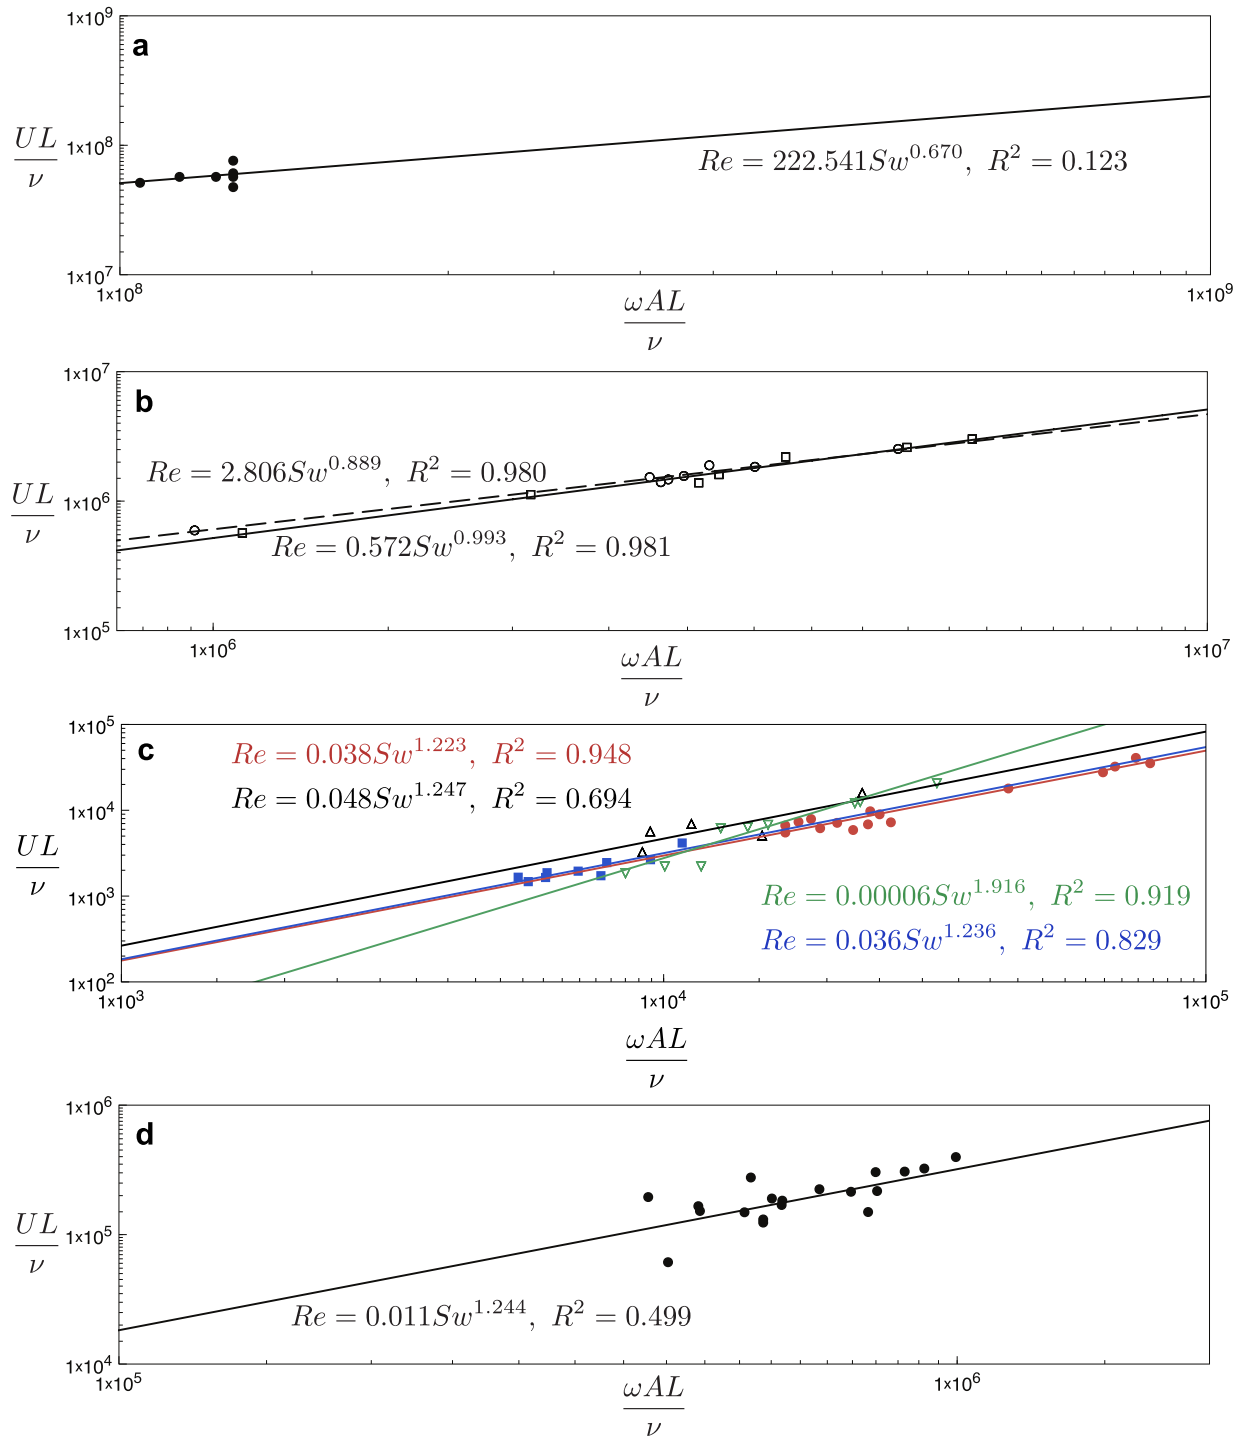 1×10⁹
a
UL/ν
1×10⁸
Re = 222.541Sw^0.670, R² = 0.123
1×10⁷
1×10⁸
1×10⁹
ωAL/ν
1×10⁷
b
Re = 2.806Sw^0.889, R² = 0.980
UL/ν
1×10⁶
Re = 0.572Sw^0.993, R² = 0.981
1×10⁵
1×10⁶
1×10⁷
ωAL/ν
1×10⁵
c
Re = 0.038Sw^1.223, R² = 0.948
Re = 0.048Sw^1.247, R² = 0.694
1×10⁴
UL/ν
1×10³
Re = 0.00006Sw^1.916, R² = 0.919
Re = 0.036Sw^1.236, R² = 0.829
1×10²
1×10³
1×10⁴
1×10⁵
ωAL/ν
1×10⁶
d
UL/ν
1×10⁵
Re = 0.011Sw^1.244, R² = 0.499
1×10⁴
1×10⁵
1×10⁶
ωAL/ν